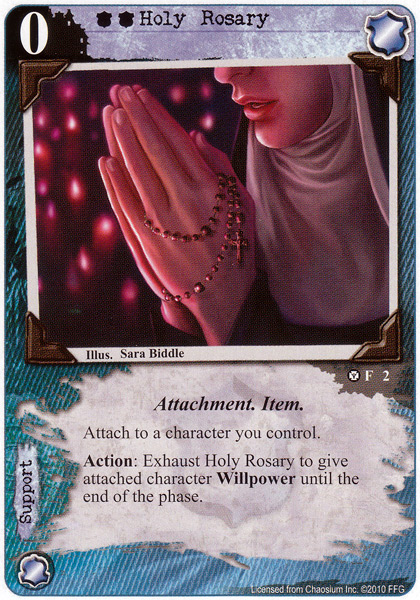 0
Holy Rosary
Illus. Sara Biddle
F 2
Attachment. Item.
Attach to a character you control.
Action: Exhaust Holy Rosary to give
attached character Willpower until the
end of the phase.
Support
Licensed from Chaosium Inc. ©2010 FFG